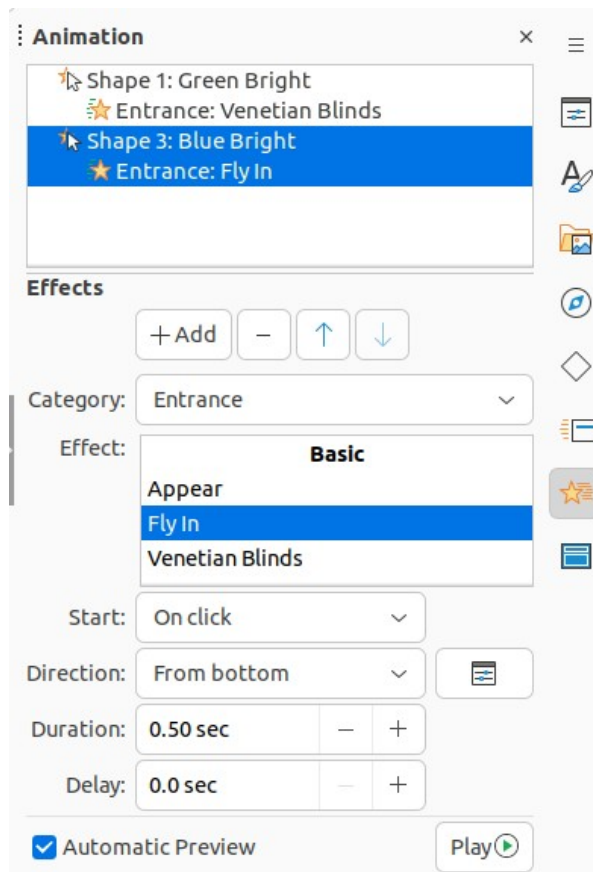 Animation
Shape 1: Green Bright
Entrance: Venetian Blinds
Shape 3: Blue Bright
Entrance: Fly In
Effects
+ Add
Category: Entrance
Effect: Basic
Appear
Fly In
Venetian Blinds
Start: On click
Direction: From bottom
Duration: 0.50 sec
Delay: 0.0 sec
Automatic Preview Play